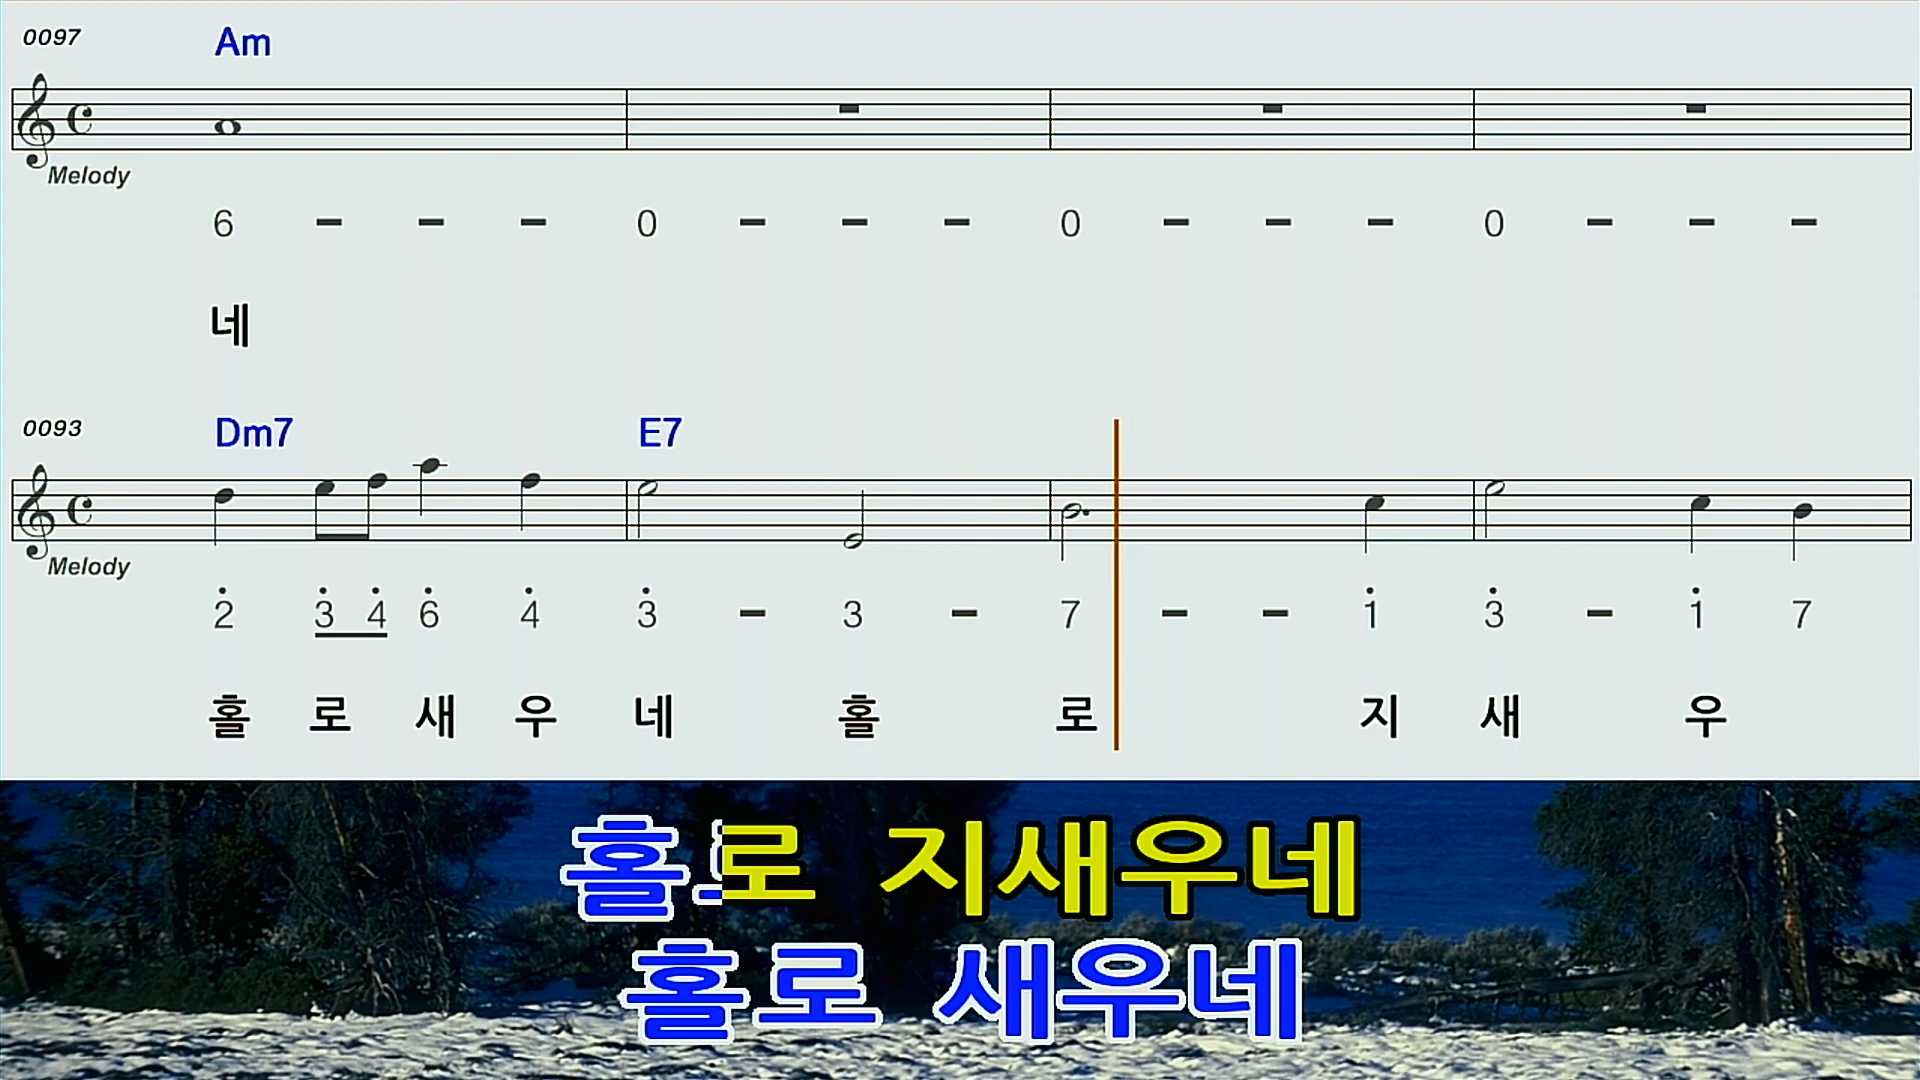 0097 Am
Melody
6 - - - 0 - - - 0 - - - 0 - - -
네
0093 Dm7 E7
Melody
2 3 4 6 4 3 - 3 - 7 - - 1 3 - 1 7
홀 로 새 우 네 홀 로 지 새 우
홀로 지새우네
홀로 새우네